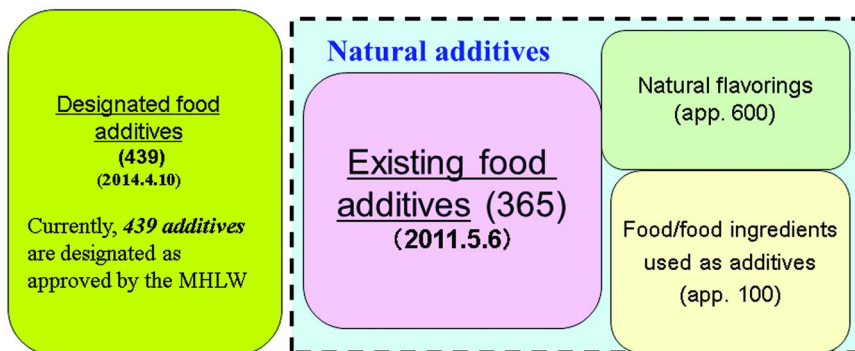 Designated food
additives
(439)
(2014.4.10)
Currently, 439 additives
are designated as
approved by the MHLW
Natural additives
Existing food
additives (365)
(2011.5.6)
Natural flavorings
(app. 600)
Food/food ingredients
used as additives
(app. 100)